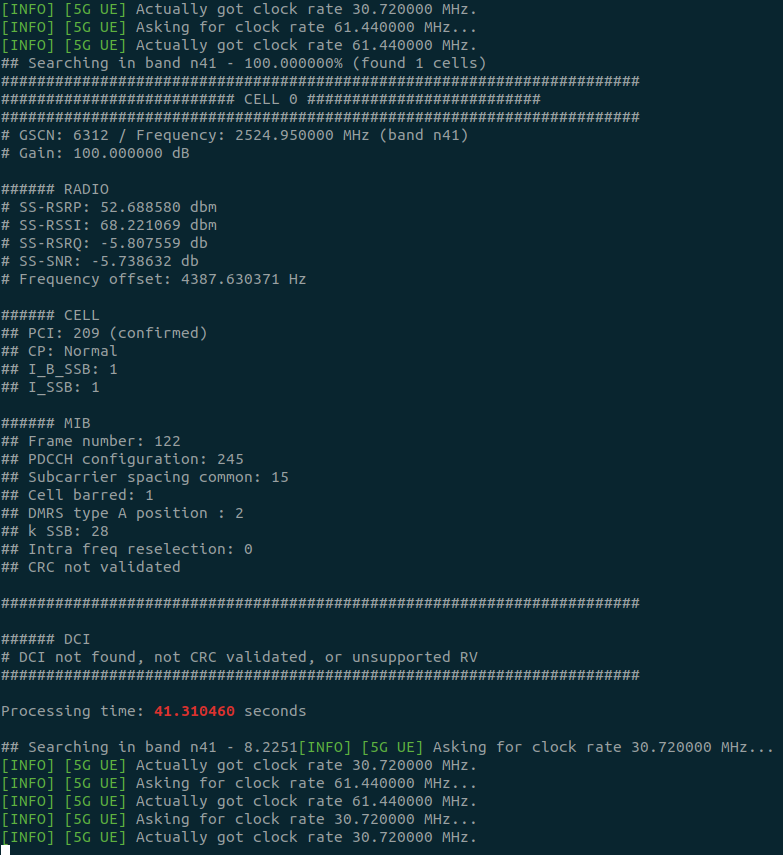 [INFO] [5G UE] Actually got clock rate 30.720000 MHz.
[INFO] [5G UE] Asking for clock rate 61.440000 MHz...
[INFO] [5G UE] Actually got clock rate 61.440000 MHz.
## Searching in band n41 - 100.000000% (found 1 cells)
#######################################################################
########################## CELL 0 ##########################
#######################################################################
# GSCN: 6312 / Frequency: 2524.950000 MHz (band n41)
# Gain: 100.000000 dB

###### RADIO
# SS-RSRP: 52.688580 dbm
# SS-RSSI: 68.221069 dbm
# SS-RSRQ: -5.807559 db
# SS-SNR: -5.738632 db
# Frequency offset: 4387.630371 Hz

###### CELL
## PCI: 209 (confirmed)
## CP: Normal
## I_B_SSB: 1
## I_SSB: 1

###### MIB
## Frame number: 122
## PDCCH configuration: 245
## Subcarrier spacing common: 15
## Cell barred: 1
## DMRS type A position : 2
## k SSB: 28
## Intra freq reselection: 0
## CRC not validated

#######################################################################

###### DCI
# DCI not found, not CRC validated, or unsupported RV
#######################################################################

Processing time: 41.310460 seconds

## Searching in band n41 - 8.2251[INFO] [5G UE] Asking for clock rate 30.720000 MHz...
[INFO] [5G UE] Actually got clock rate 30.720000 MHz.
[INFO] [5G UE] Asking for clock rate 61.440000 MHz...
[INFO] [5G UE] Actually got clock rate 61.440000 MHz.
[INFO] [5G UE] Asking for clock rate 30.720000 MHz...
[INFO] [5G UE] Actually got clock rate 30.720000 MHz.